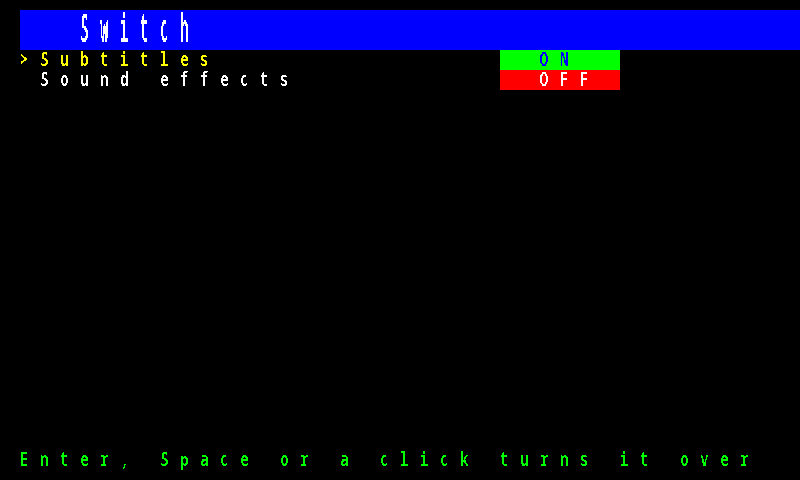 Switch
> Subtitles ON
Sound effects OFF
Enter, Space or a click turns it over